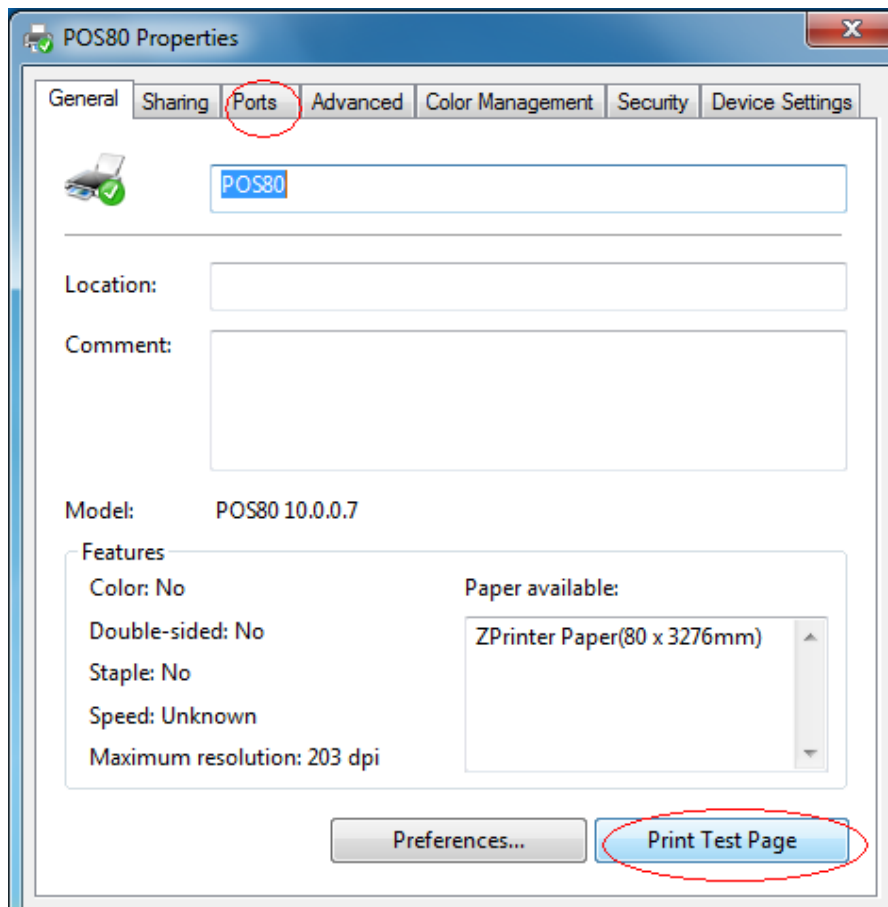 POS80 Properties
X
General Sharing Ports Advanced Color Management Security Device Settings
POS80
Location:
Comment:
Model: POS80 10.0.0.7
Features
Color: No Paper available:
Double-sided: No ZPrinter Paper(80 x 3276mm)
Staple: No
Speed: Unknown
Maximum resolution: 203 dpi
Preferences... Print Test Page